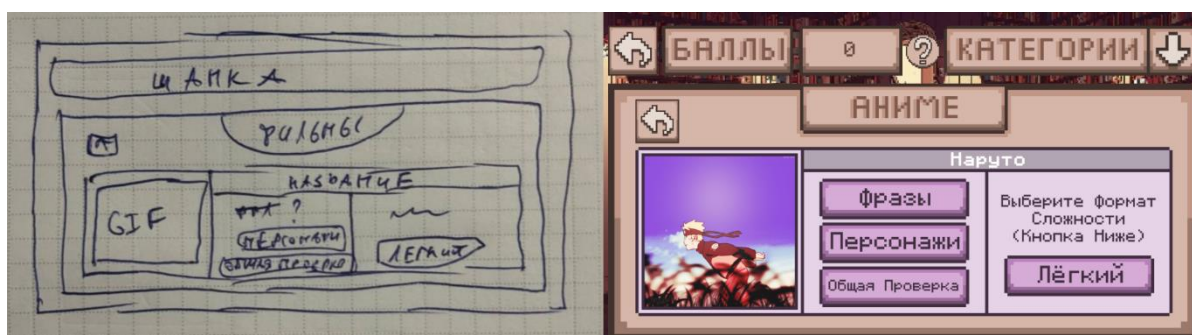 ШАПКА
ФИЛЬМЫ
НАЗВАНИЕ
GIF
?
ПЕРСОНАЖИ
ОБЩАЯ ПРОВЕРКА
ЛЕГКИЙ
БАЛЛЫ
0
?
КАТЕГОРИИ
АНИМЕ
Наруто
Фразы
Персонажи
Общая Проверка
Выберите Формат
Сложности
(Кнопка Ниже)
Лёгкий